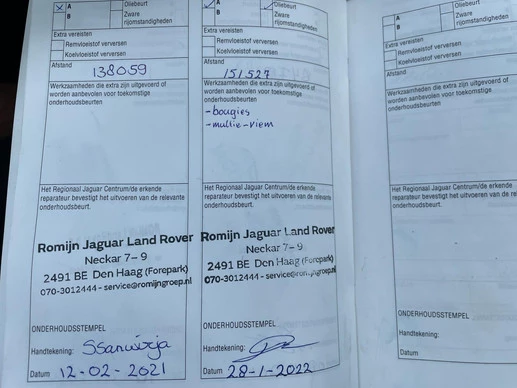 A
B
Oliebeurt
Zware
rijomstandigheden
Extra vereisten
Remvloeistof verversen
Koelvloeistof verversen
Afstand
138059
Werkzaamheden die extra zijn uitgevoerd of
worden aanbevolen voor toekomstige
onderhoudsbeurten
Het Regionaal Jaguar Centrum/de erkende
reparateur bevestigt het uitvoeren van de relevante
onderhoudsbeurt.
Romijn Jaguar Land Rover
Neckar 7-9
2491 BE Den Haag (Forepark)
070-3012444 - service@romijngroep.nl
ONDERHOUDSSTEMPEL
Handtekening:
Datum 12-02-2021
A
B
Oliebeurt
Zware
rijomstandigheden
Extra vereisten
Remvloeistof verversen
Koelvloeistof verversen
Afstand
151527
Werkzaamheden die extra zijn uitgevoerd of
worden aanbevolen voor toekomstige
onderhoudsbeurten
-bougies
-multie-riem
Het Regionaal Jaguar Centrum/de erkende
reparateur bevestigt het uitvoeren van de relevante
onderhoudsbeurt.
Romijn Jaguar Land Rover
Neckar 7-9
2491 BE Den Haag (Forepark)
070-3012444 - service@romijngroep.nl
ONDERHOUDSSTEMPEL
Handtekening:
Datum 28-1-2022
A
B
Oliebeurt
Zware
rijomstandigheden
Extra vereisten
Remvloeistof verversen
Koelvloeistof verversen
Afstand
Werkzaamheden die extra zijn uitgevoerd of
worden aanbevolen voor toekomstige
onderhoudsbeurten
Het Regionaal Jaguar Centrum/de erkende
reparateur bevestigt het uitvoeren van de re
onderhoudsbeurt.
ONDERHOUDSSTEMPEL
Handtekening:
Datum